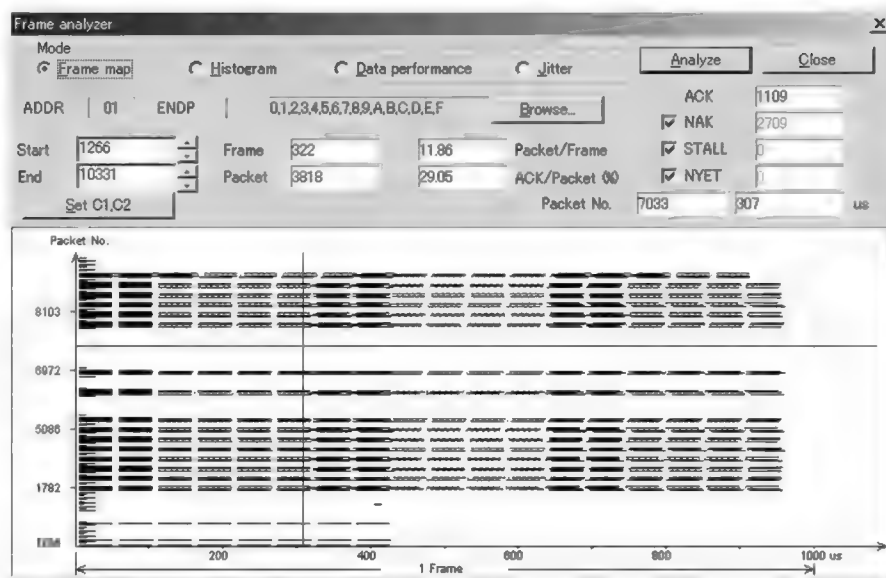 Frame analyzer
Mode
Frame map Histogram Data performance Jitter Analyze Close
ADDR 01 ENDP 0,1,2,3,4,5,6,7,8,9,A,B,C,D,E,F Browse...
ACK 1109
NAK 2709
Start 1266 Frame 322 11.86 Packet/Frame
STALL 0
End 10331 Packet 3818 29.05 ACK/Packet (%)
NYET 0
Set C1,C2 Packet No. 7033 307 us
Packet No.
8103
6972
5086
1782
200 400 600 800 1000 us
1 Frame